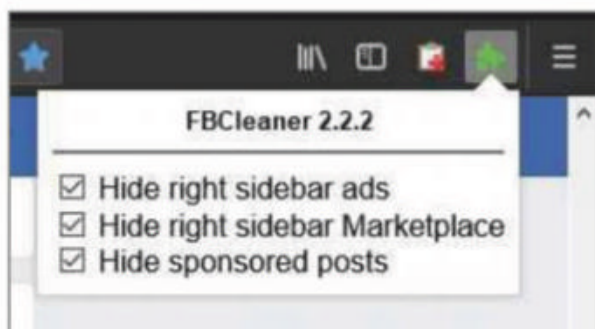 FBCleaner 2.2.2
Hide right sidebar ads
Hide right sidebar Marketplace
Hide sponsored posts